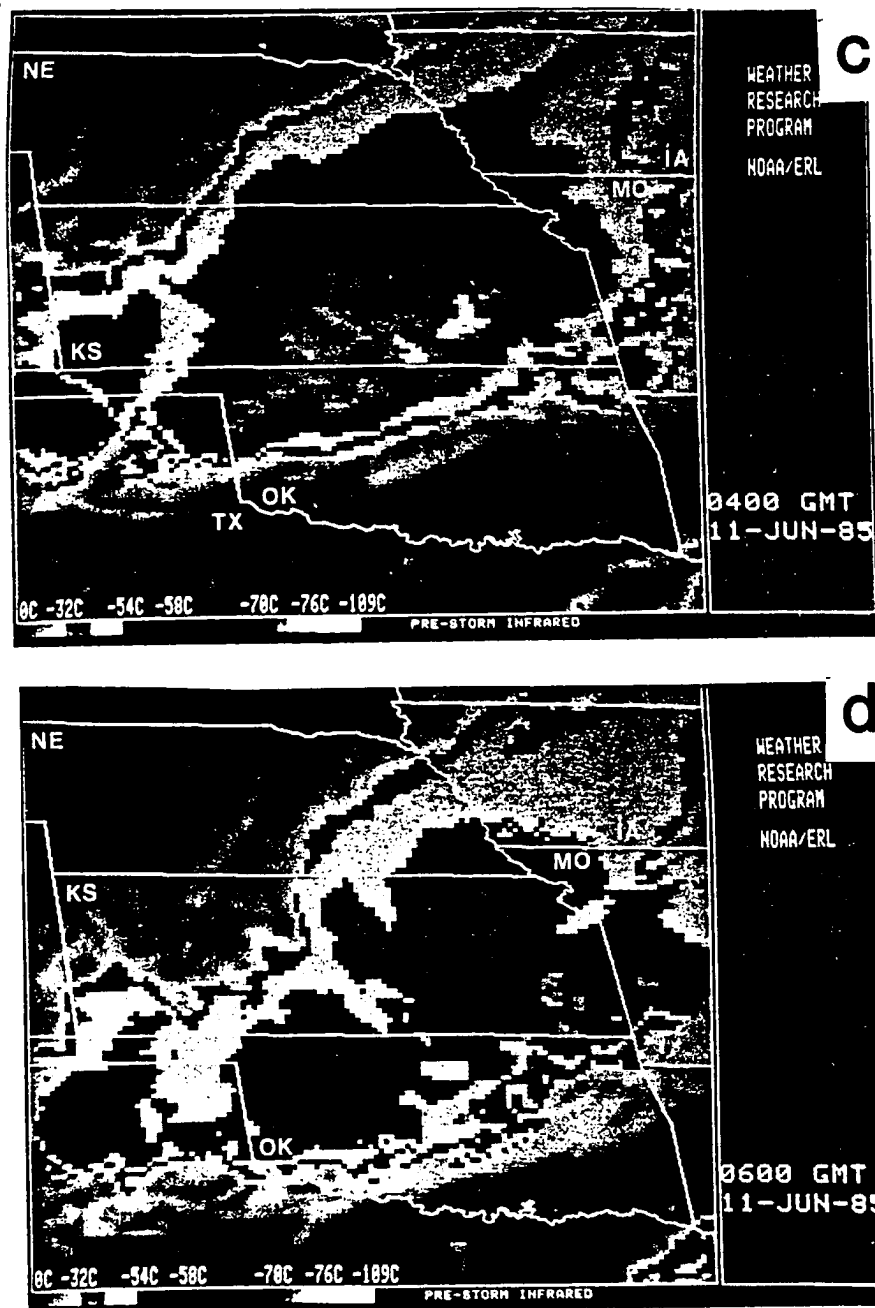 c
NE
WEATHER
RESEARCH
PROGRAM
NOAA/ERL
IA
MO
KS
OK
TX
0400 GMT
11-JUN-85
0C -32C -54C -58C -70C -76C -109C
PRE-STORM INFRARED
d
NE
WEATHER
RESEARCH
PROGRAM
NOAA/ERL
IA
MO
KS
OK
0600 GMT
11-JUN-85
0C -32C -54C -58C -70C -76C -109C
PRE-STORM INFRARED